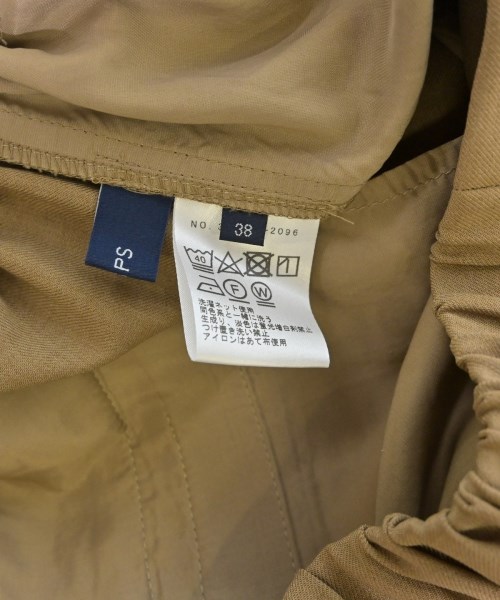 PS
38
NO.
-2096
40
F W
洗濯ネット使用
同色系と一緒に洗う
生成り、淡色は蛍光増白剤禁止
つけ置き洗い禁止
アイロンはあて布使用